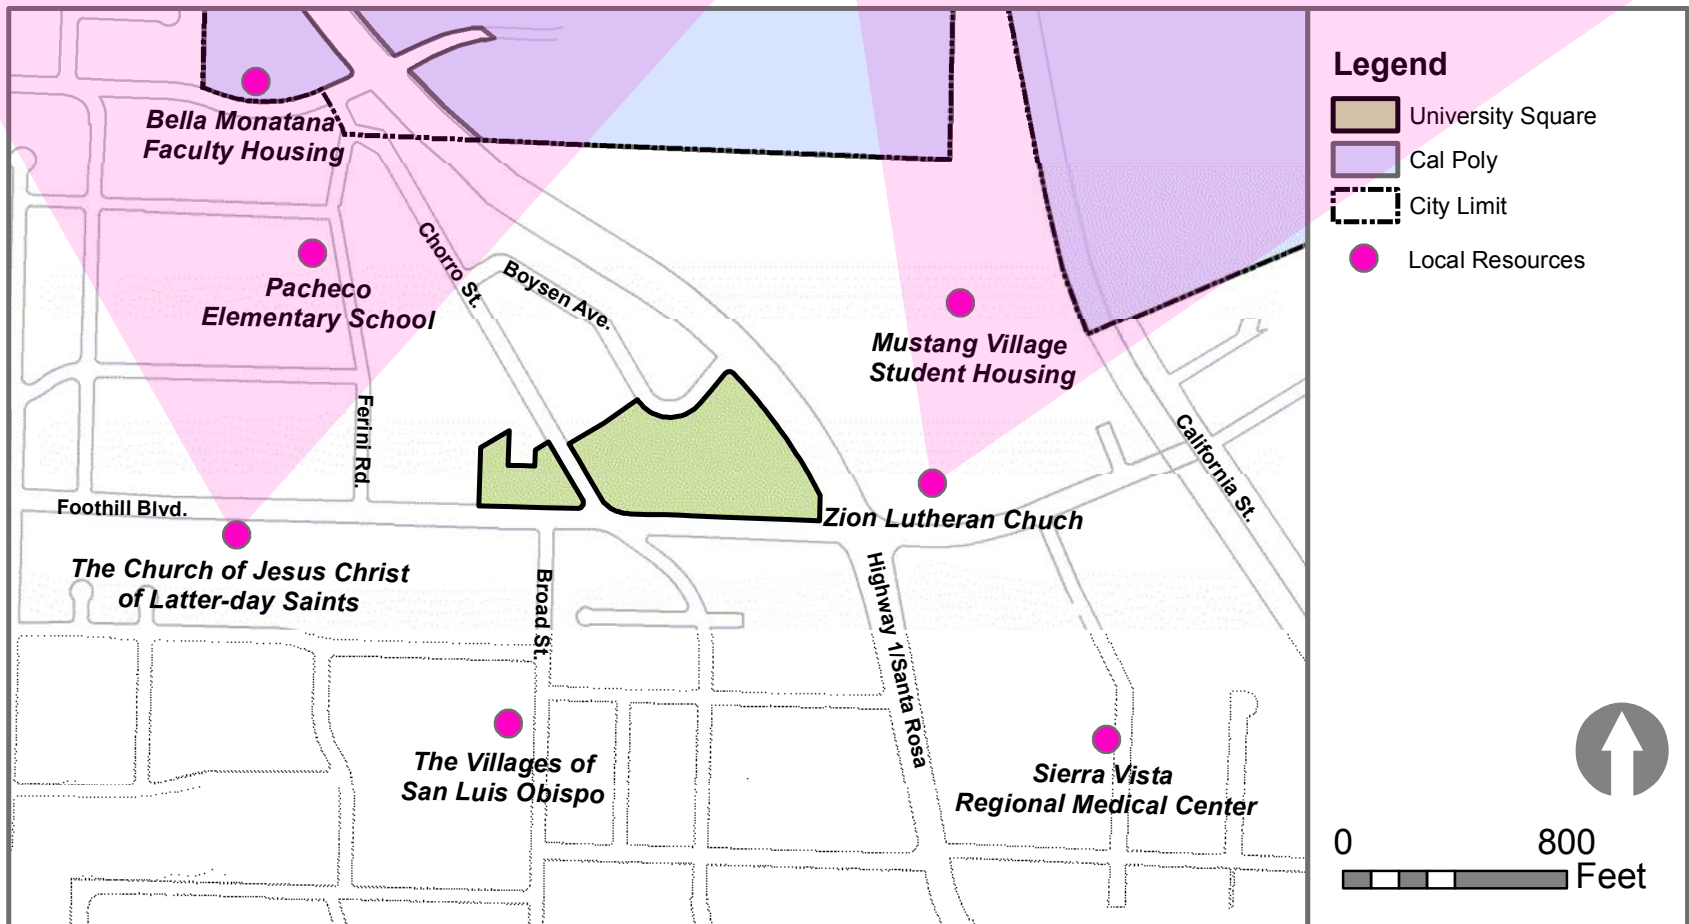 Bella Monatana
Faculty Housing
Pacheco
Elementary School
Chorro St.
Boysen Ave.
Mustang Village
Student Housing
Ferini Rd.
California St.
Foothill Blvd.
Zion Lutheran Chuch
The Church of Jesus Christ
of Latter-day Saints
Broad St.
Highway 1/Santa Rosa
The Villages of
San Luis Obispo
Sierra Vista
Regional Medical Center
Legend
University Square
Cal Poly
City Limit
Local Resources
0 800
Feet